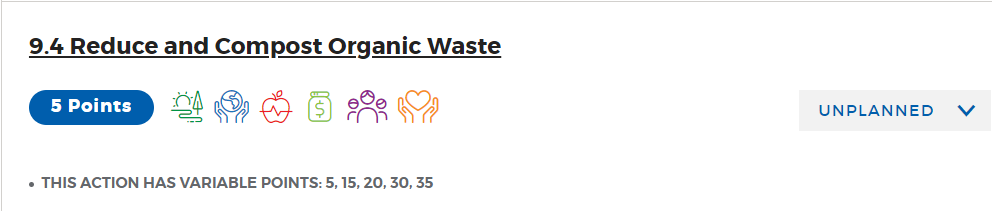 9.4 Reduce and Compost Organic Waste
5 Points
$
UNPLANNED
• THIS ACTION HAS VARIABLE POINTS: 5, 15, 20, 30, 35